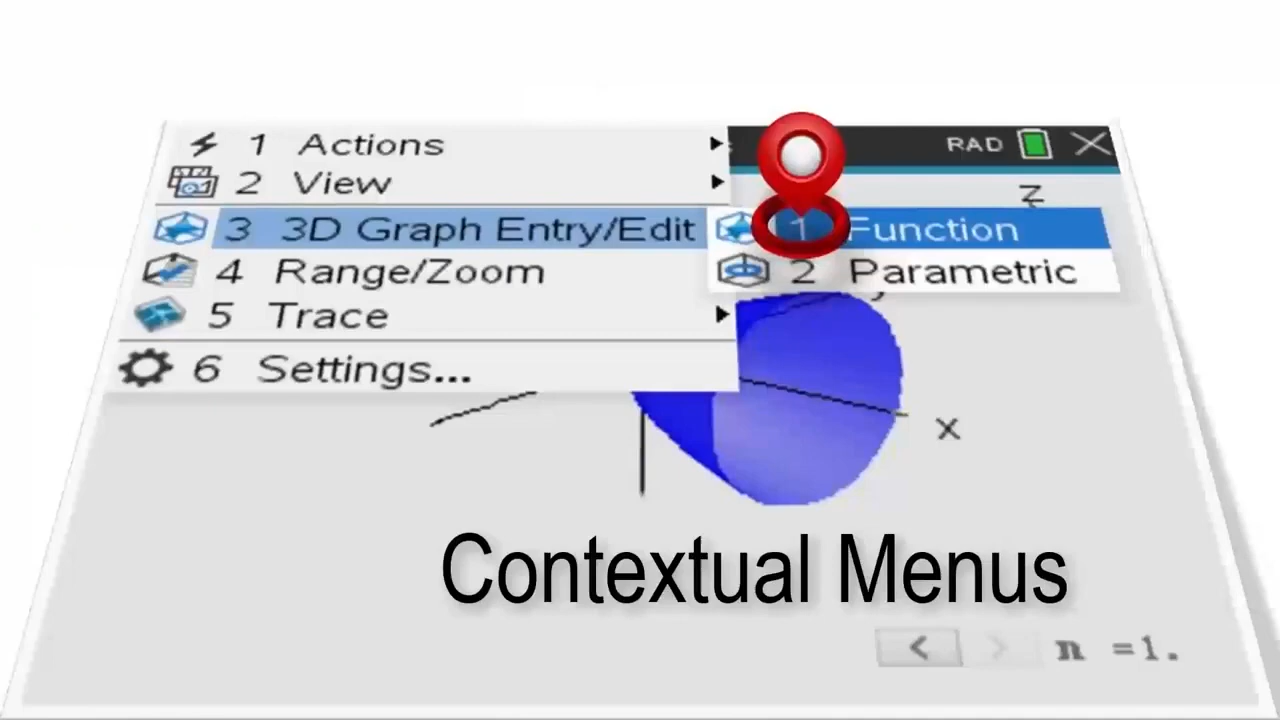 1 Actions
2 View
3 3D Graph Entry/Edit
4 Range/Zoom
5 Trace
6 Settings...
RAD
z
1 Function
2 Parametric
y
x
Contextual Menus
n =1.